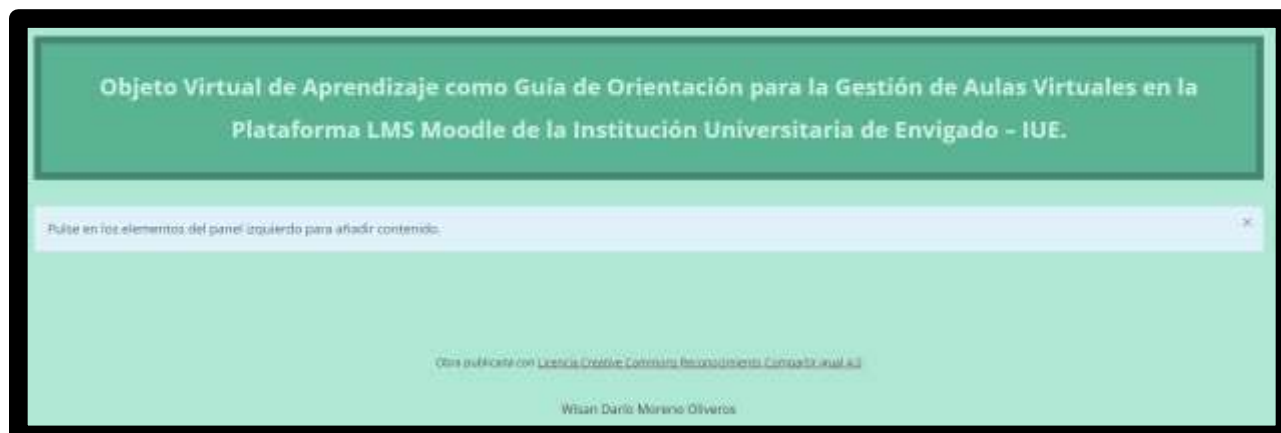 Objeto Virtual de Aprendizaje como Guía de Orientación para la Gestión de Aulas Virtuales en la
Plataforma LMS Moodle de la Institución Universitaria de Envigado – IUE.
Pulse en los elementos del panel izquierdo para añadir contenido.
×
Obra publicada con Licencia Creative Commons Reconocimiento Compartir igual 4.0
Wisan Darío Moreno Oliveros